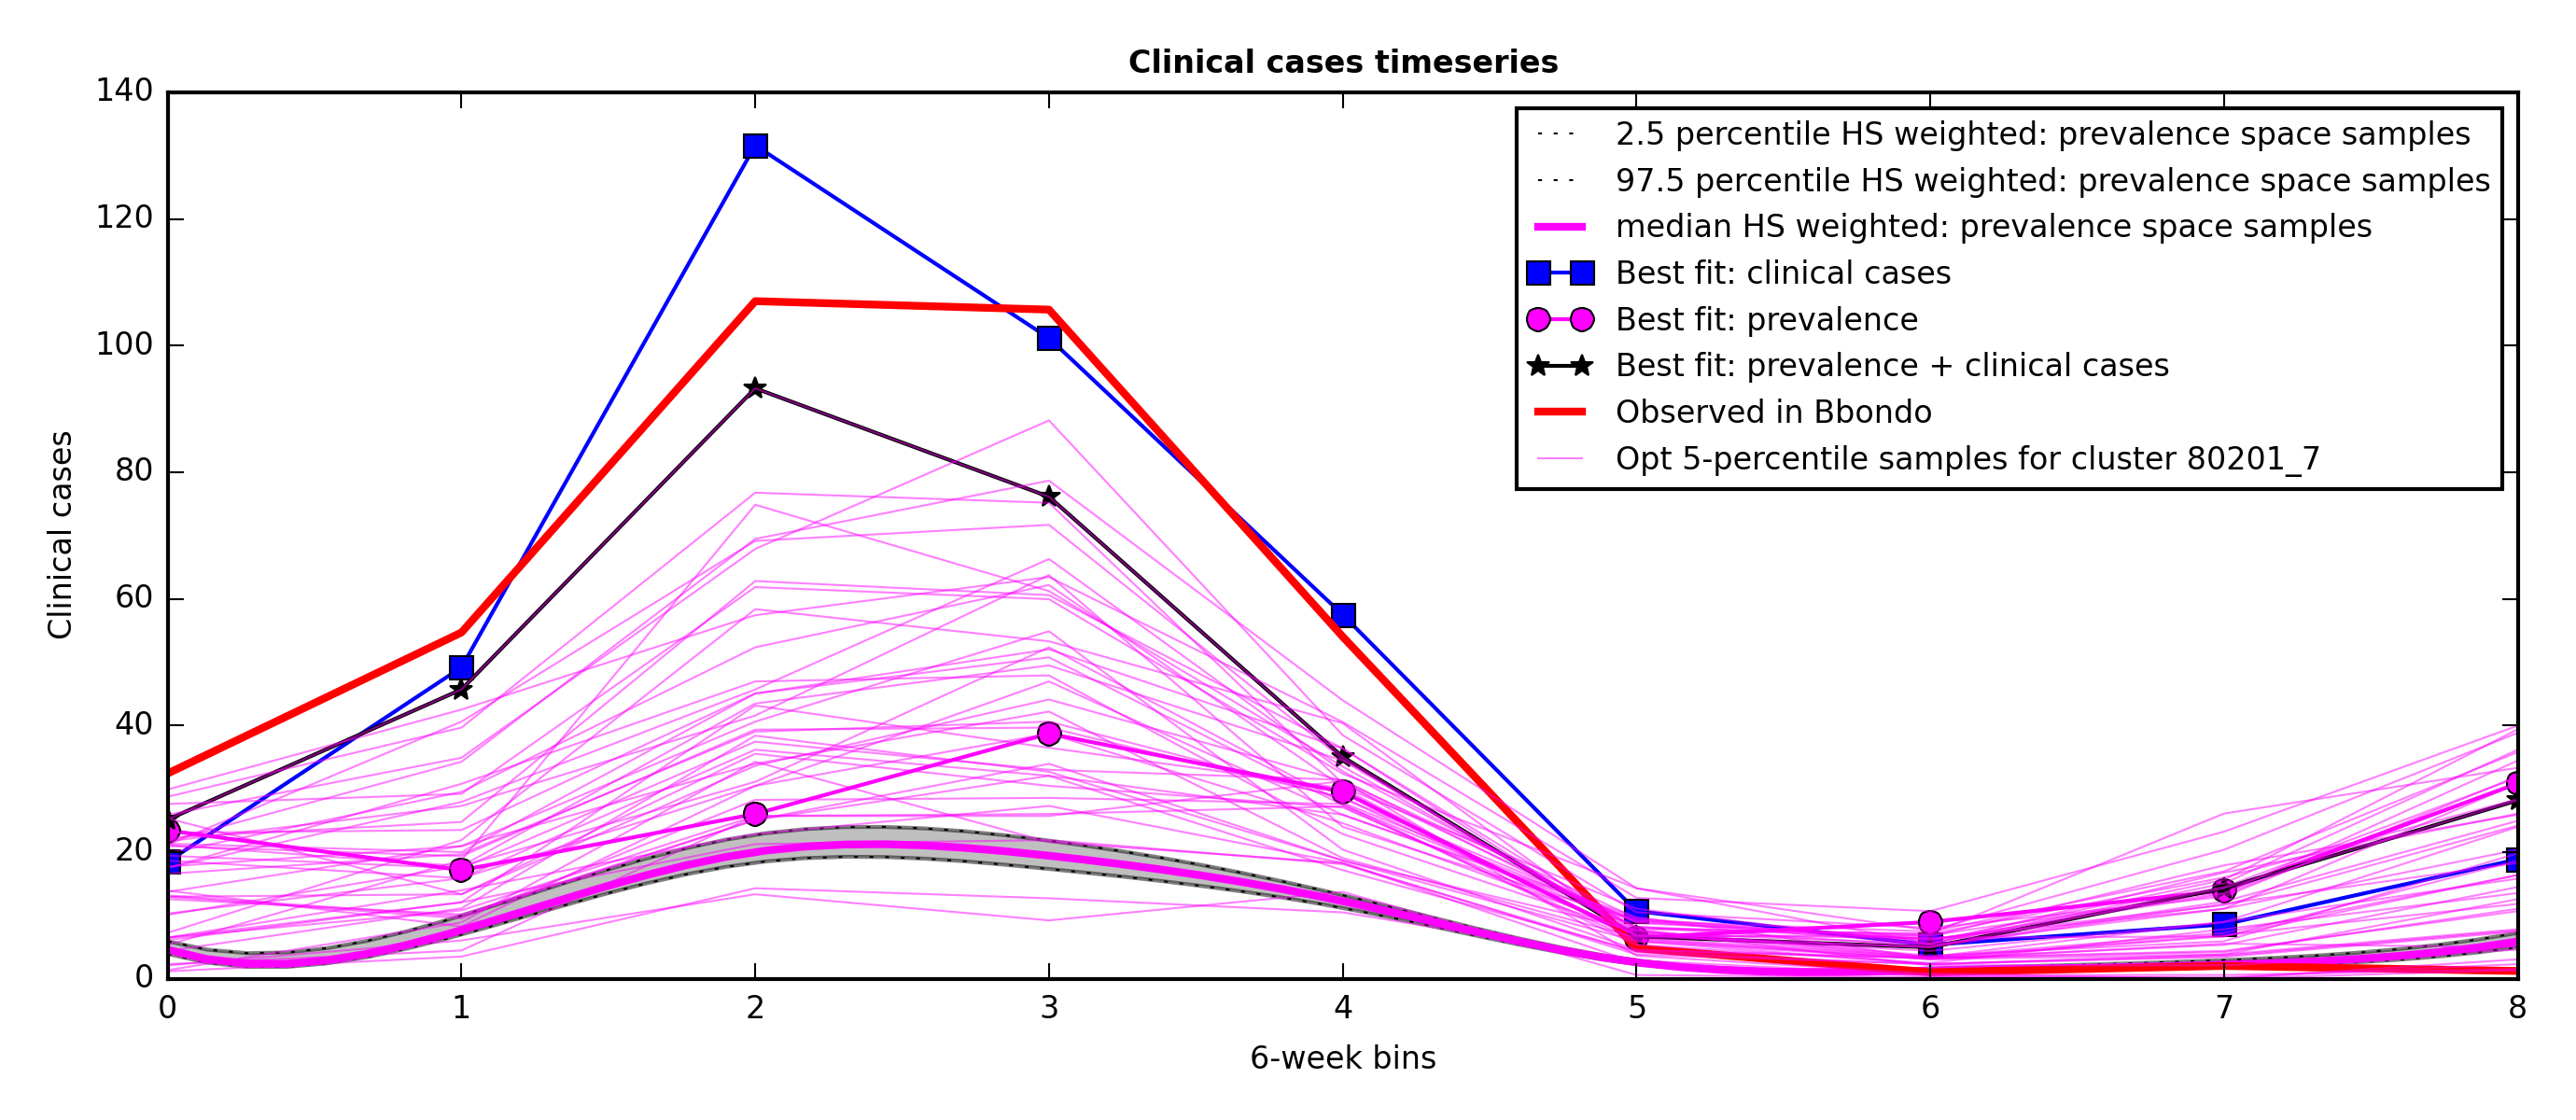 Clinical cases timeseries
140
120
100
80
60
40
20
0
Clinical cases
2.5 percentile HS weighted: prevalence space samples
97.5 percentile HS weighted: prevalence space samples
median HS weighted: prevalence space samples
Best fit: clinical cases
Best fit: prevalence
Best fit: prevalence + clinical cases
Observed in Bbondo
Opt 5-percentile samples for cluster 80201_7
0 1 2 3 4 5 6 7 8
6-week bins